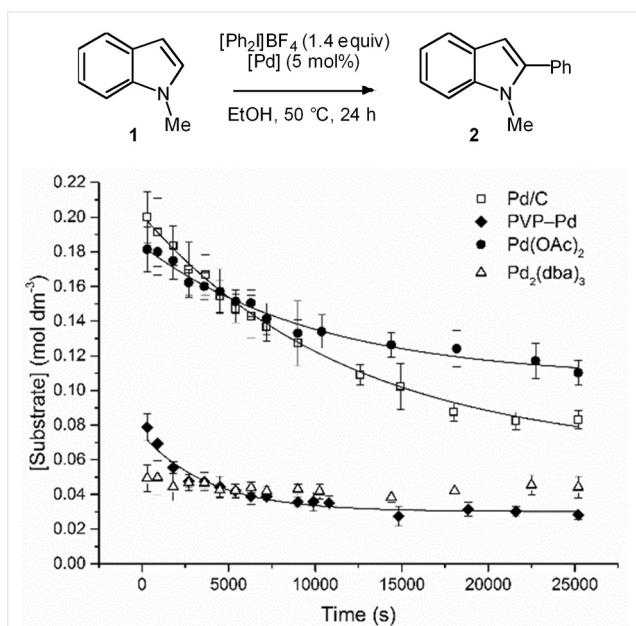 [Ph2I]BF4 (1.4 equiv)
[Pd] (5 mol%)
EtOH, 50 °C, 24 h
N
Me
1
N
Me
Ph
2
[Substrate] (mol dm-3)
0.22
0.20
0.18
0.16
0.14
0.12
0.10
0.08
0.06
0.04
0.02
0.00
Pd/C
PVP–Pd
Pd(OAc)2
Pd2(dba)3
0 5000 10000 15000 20000 25000
Time (s)